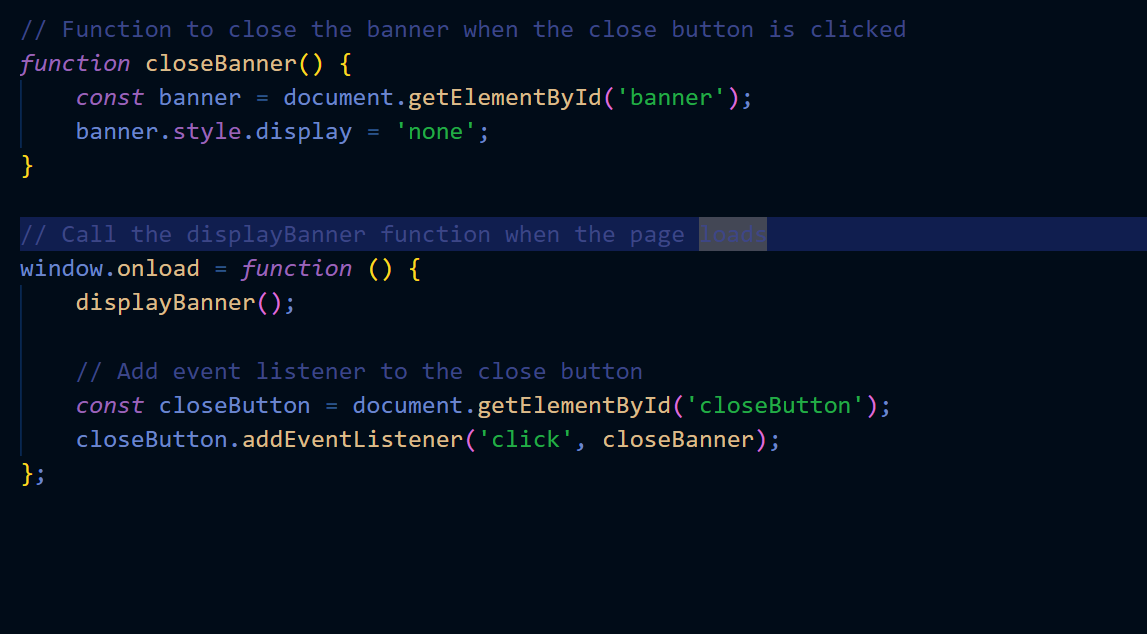 // Function to close the banner when the close button is clicked
function closeBanner() {
    const banner = document.getElementById('banner');
    banner.style.display = 'none';
}
// Call the displayBanner function when the page loads
window.onload = function () {
    displayBanner();
    // Add event listener to the close button
    const closeButton = document.getElementById('closeButton');
    closeButton.addEventListener('click', closeBanner);
};